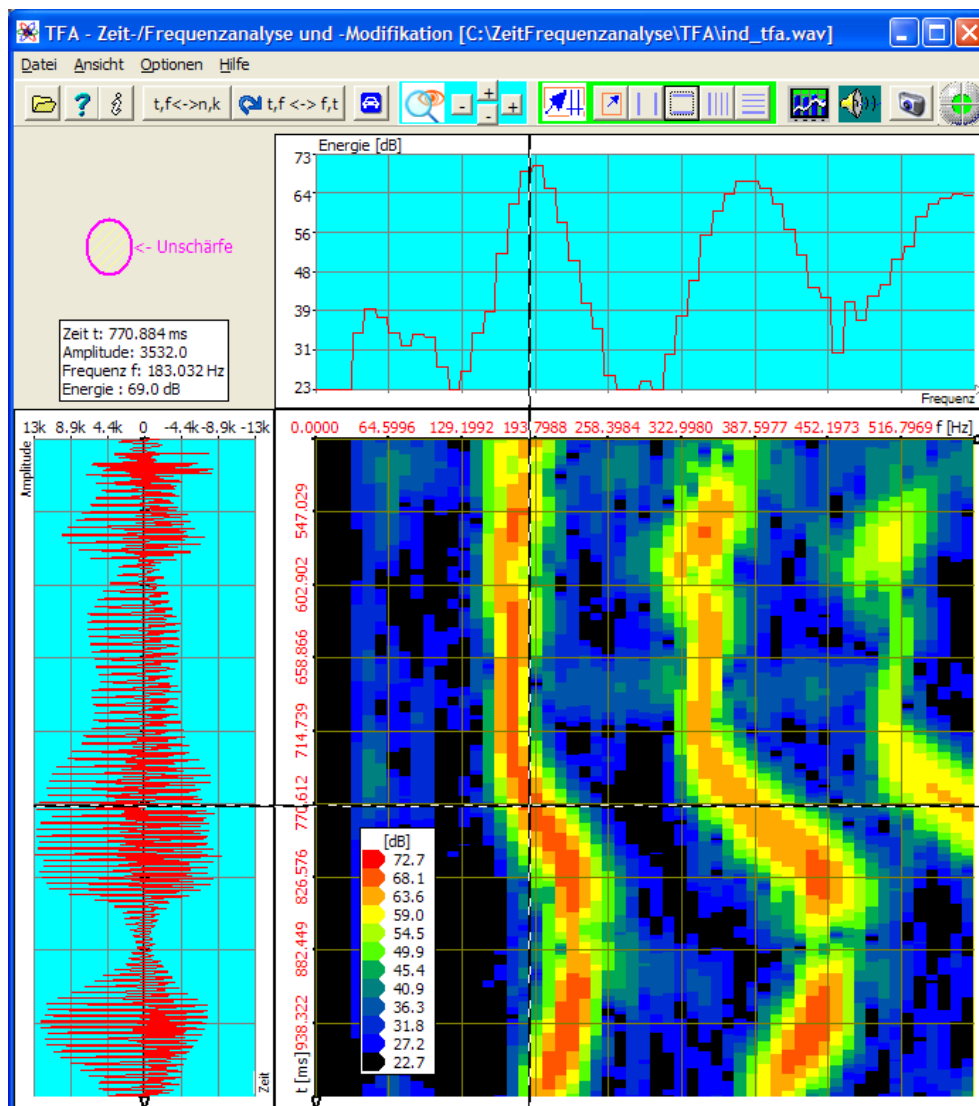 TFA - Zeit-/Frequenzanalyse und -Modifikation [C:\ZeitFrequenzanalyse\TFA\ind_tfa.wav]
Datei Ansicht Optionen Hilfe
t,f<->n,k t,f <-> f,t
Energie [dB]
73
64
56
48
39
31
23
Frequenz
<- Unschärfe
Zeit t: 770.884 ms
Amplitude: 3532.0
Frequenz f: 183.032 Hz
Energie : 69.0 dB
13k 8.9k 4.4k 0 -4.4k -8.9k -13k
Amplitude
Zeit
0.0000 64.5996 129.1992 193.7988 258.3984 322.9980 387.5977 452.1973 516.7969 f [Hz]
547.029
602.902
658.866
714.739
770.612
826.576
882.449
938.322
t [ms]
[dB]
72.7
68.1
63.6
59.0
54.5
49.9
45.4
40.9
36.3
31.8
27.2
22.7